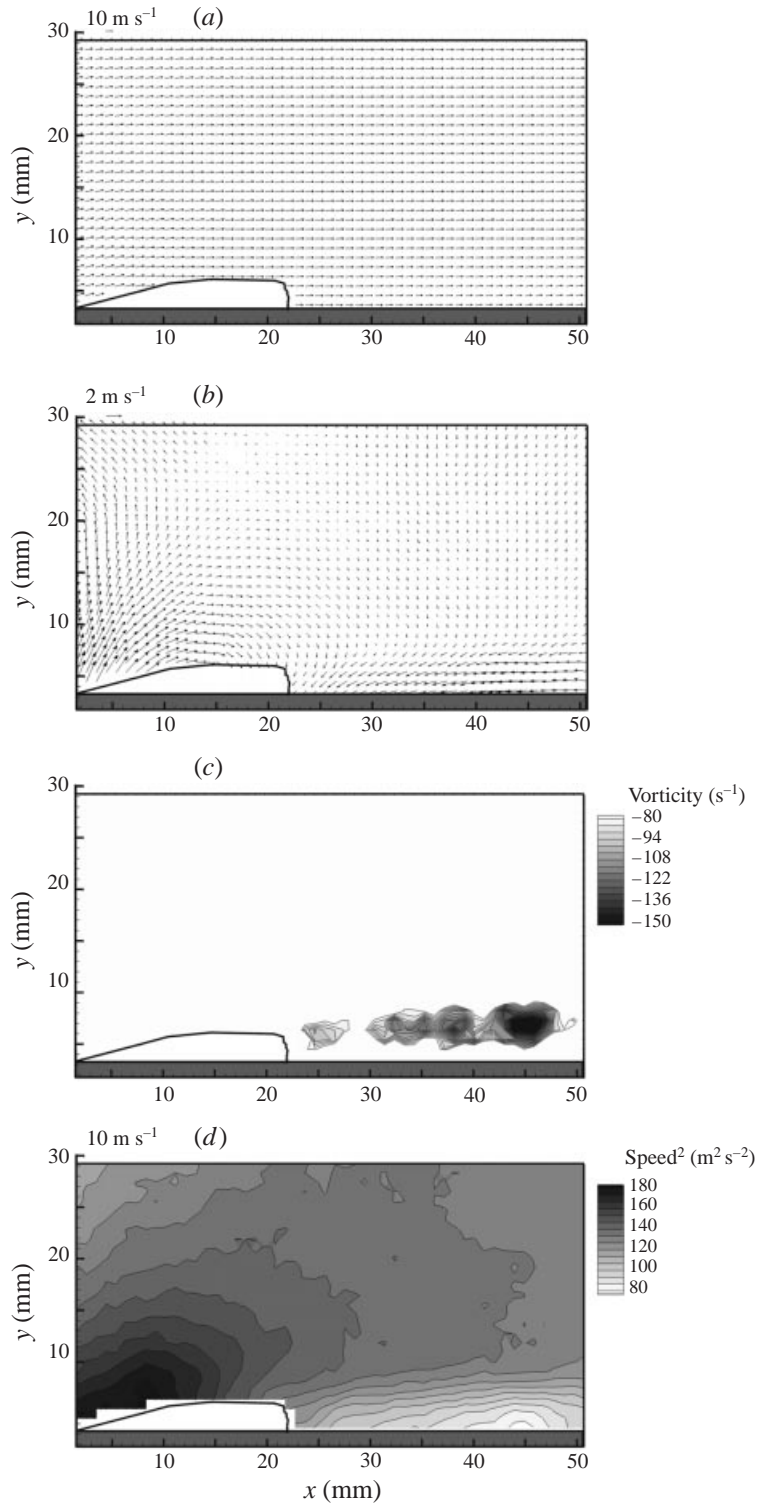 10 m s⁻¹ (a)
30
20
10
y (mm)
10 20 30 40 50
2 m s⁻¹ (b)
30
20
10
y (mm)
10 20 30 40 50
(c)
30
20
10
y (mm)
10 20 30 40 50
Vorticity (s⁻¹)
–80
–94
–108
–122
–136
–150
10 m s⁻¹ (d)
30
20
10
y (mm)
10 20 30 40 50
x (mm)
Speed² (m² s⁻²)
180
160
140
120
100
80